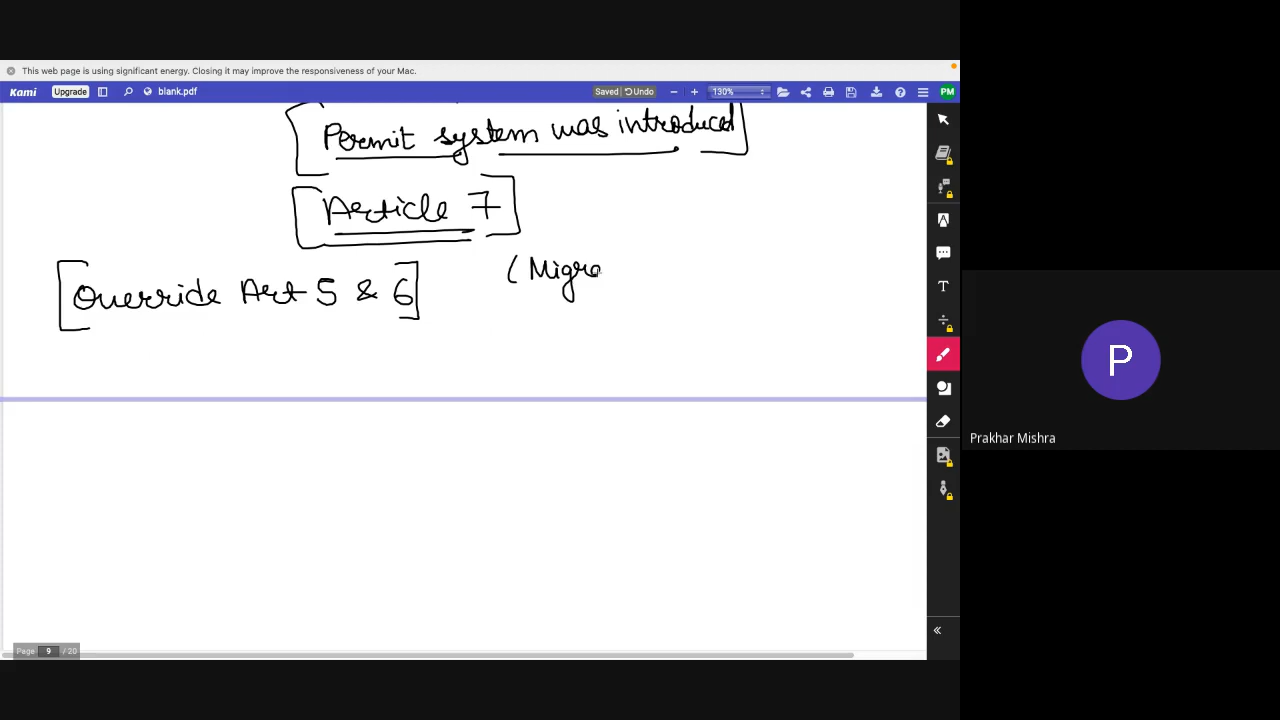 This web page is using significant energy. Closing it may improve the responsiveness of your Mac.
Kami Upgrade blank.pdf Saved Undo 130% PM
Permit system was introduced
Article 7
(Migra
Override Art 5 & 6
P
Prakhar Mishra
Page 9 / 20